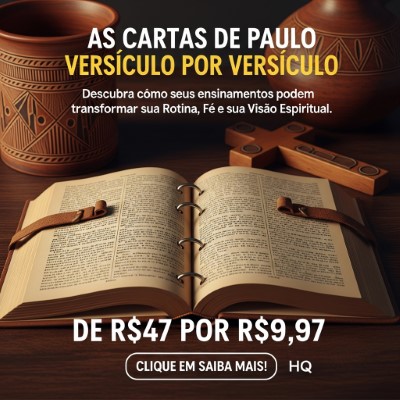 AS CARTAS DE PAULO
VERSÍCULO POR VERSÍCULO
Descubra cômo seus ensinamentos podem
transformar sua Rotina, Fé e sua Visão Espiritual.
DE R$47 POR R$9,97
CLIQUE EM SAIBA MAIS!
HQ